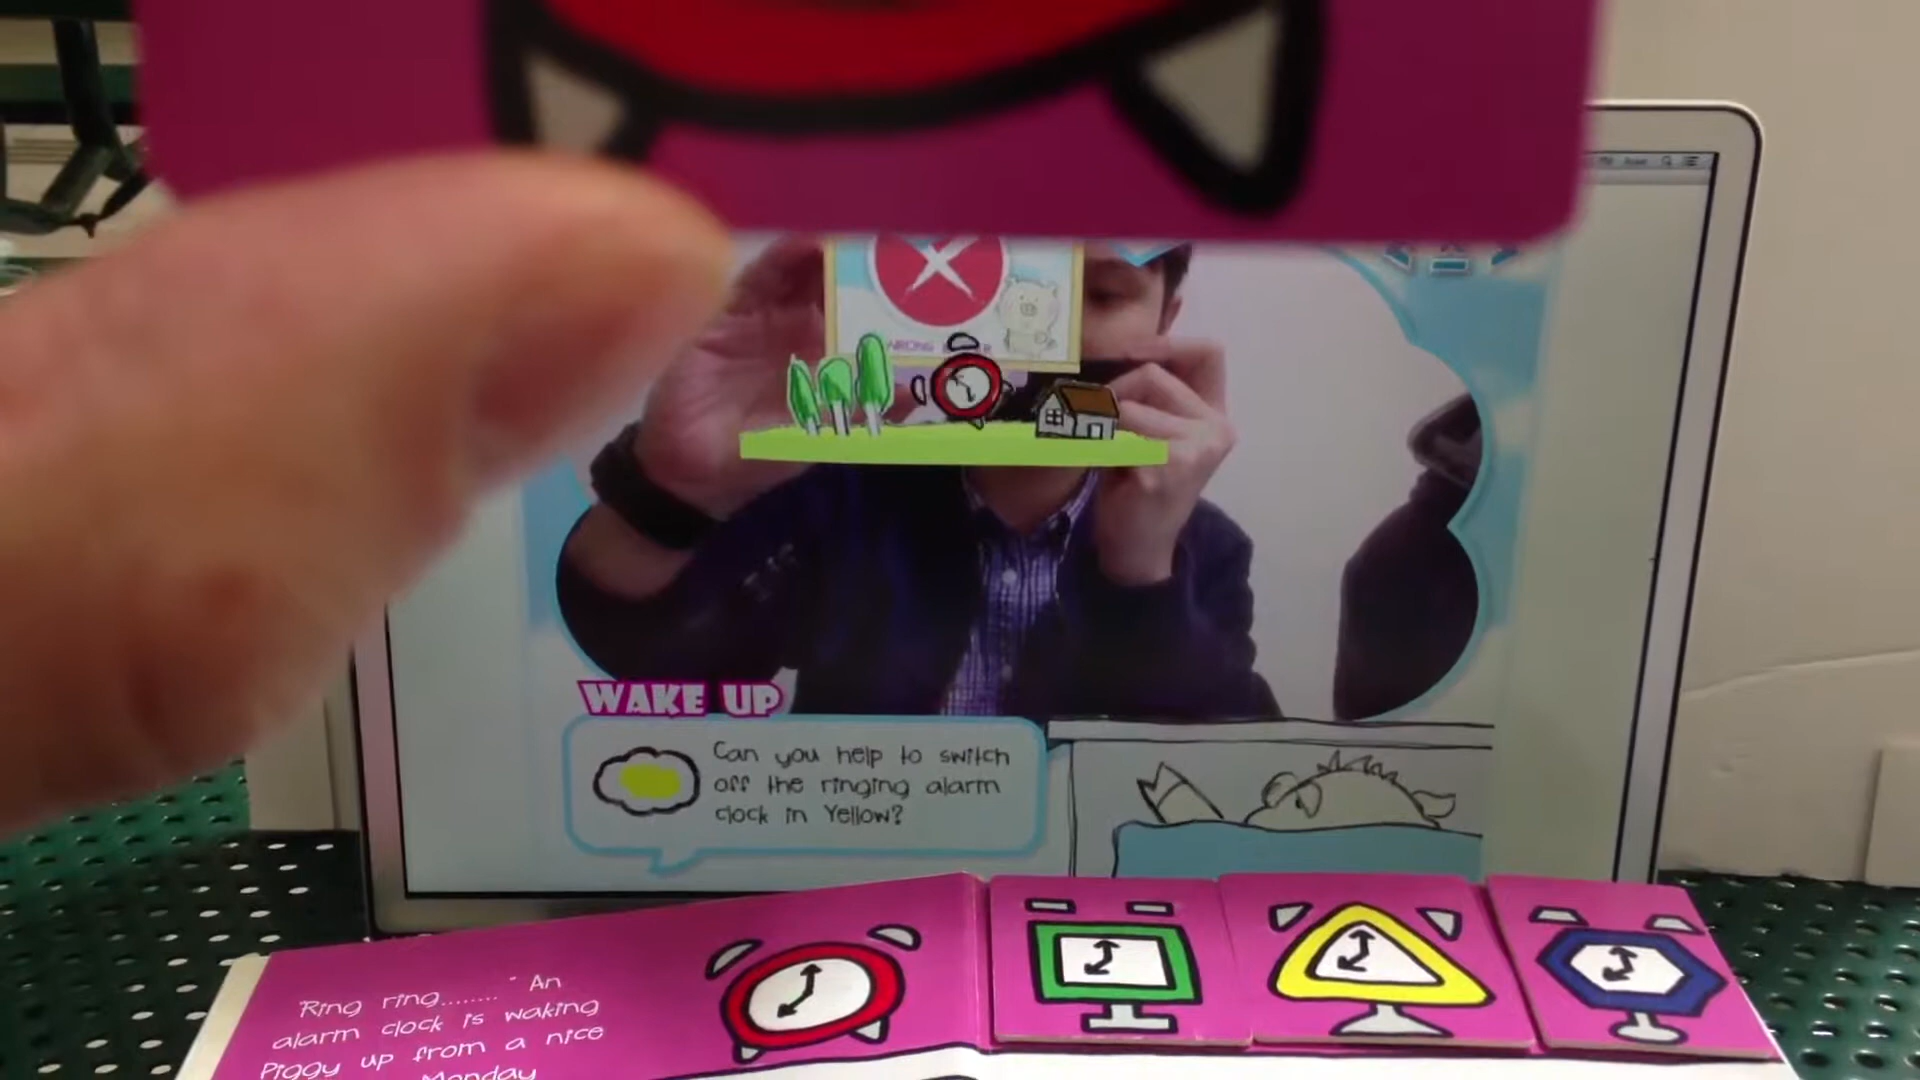 WAKE UP
Can you help to switch
off the ringing alarm
clock in Yellow?
"Ring ring........ " An
alarm clock is waking
Piggy up from a nice
Monday